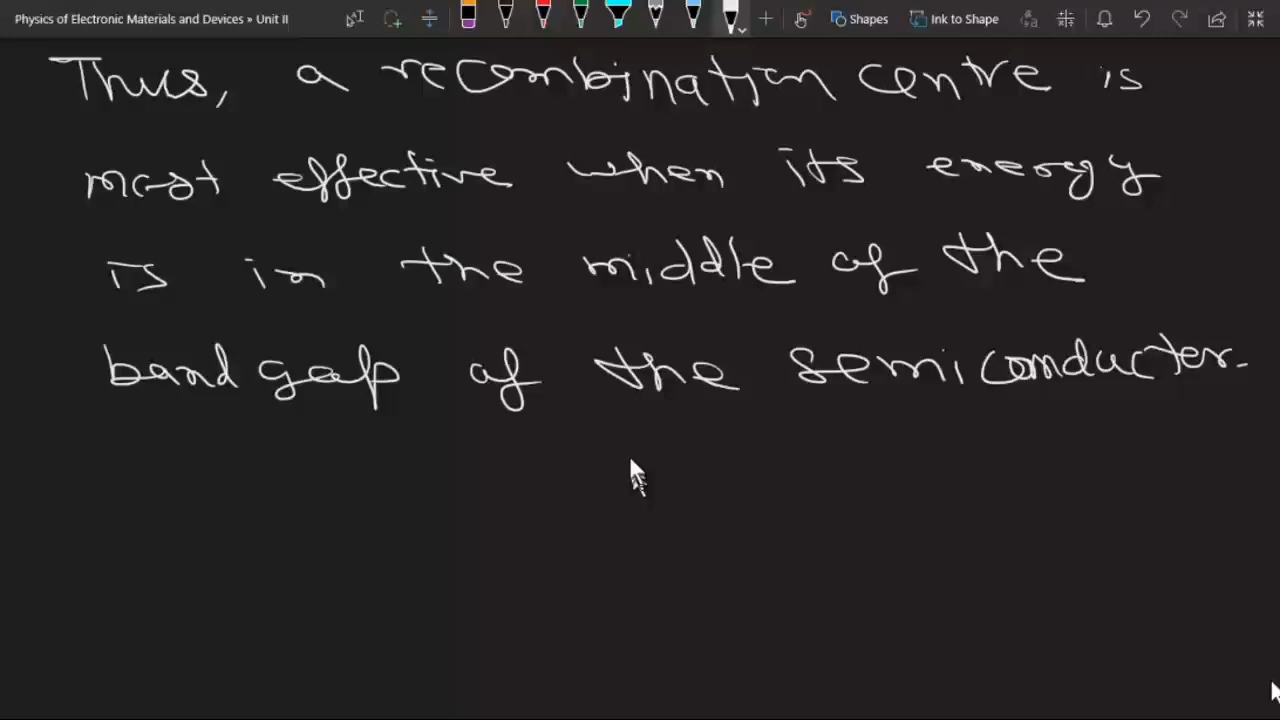 Physics of Electronic Materials and Devices » Unit II
Shapes
Ink to Shape
Thus, a recombination centre is
most effective when its energy
is in the middle of the
band gap of the semiconducter.